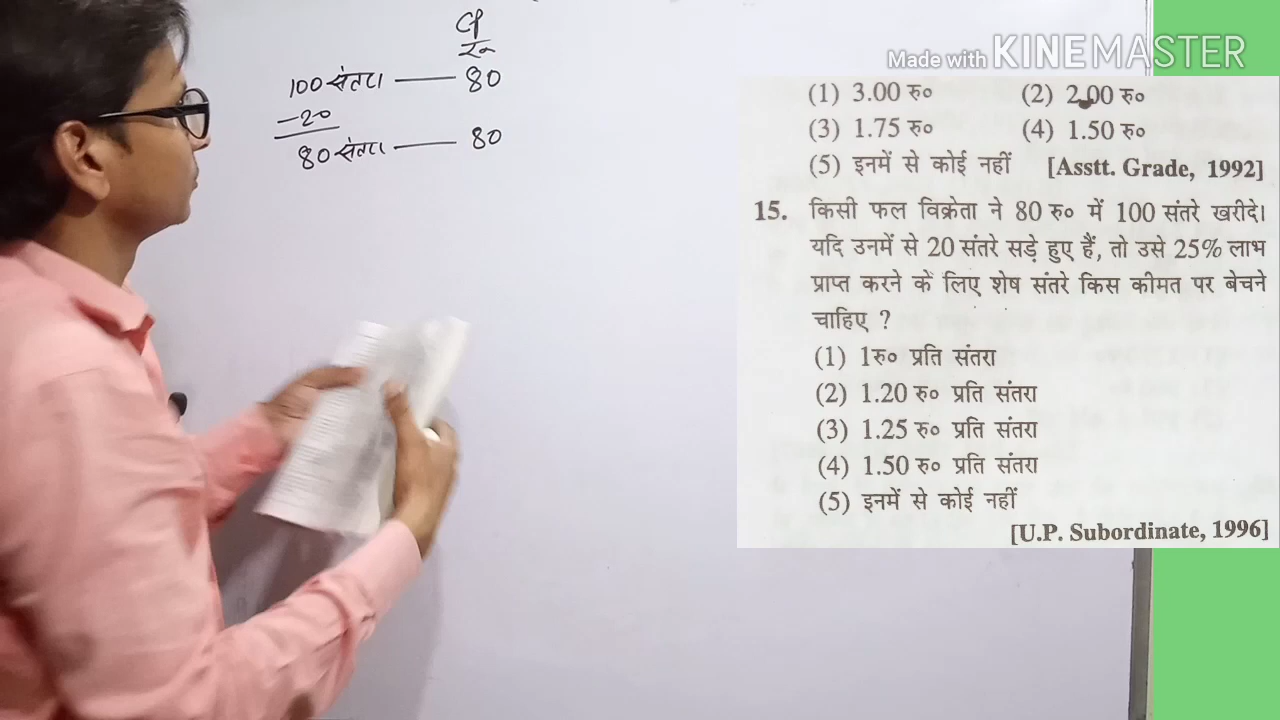 CP
रु०
100 संतरा — 80
-20
80 संतरा — 80
Made with KINEMASTER
(1) 3.00 रु० (2) 2.00 रु०
(3) 1.75 रु० (4) 1.50 रु०
(5) इनमें से कोई नहीं [Asstt. Grade, 1992]
15. किसी फल विक्रेता ने 80 रु० में 100 संतरे खरीदे।
यदि उनमें से 20 संतरे सड़े हुए हैं, तो उसे 25% लाभ
प्राप्त करने के लिए शेष संतरे किस कीमत पर बेचने
चाहिए ?
(1) 1रु० प्रति संतरा
(2) 1.20 रु० प्रति संतरा
(3) 1.25 रु० प्रति संतरा
(4) 1.50 रु० प्रति संतरा
(5) इनमें से कोई नहीं
[U.P. Subordinate, 1996]